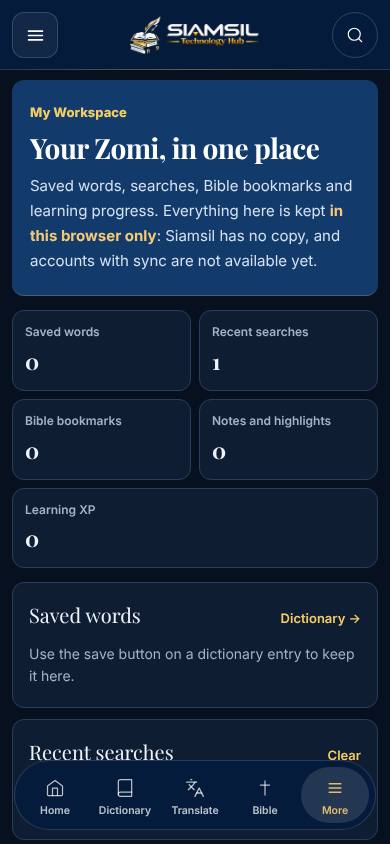 SIAMSIL
Technology Hub
My Workspace
Your Zomi, in one place
Saved words, searches, Bible bookmarks and
learning progress. Everything here is kept in
this browser only: Siamsil has no copy, and
accounts with sync are not available yet.
Saved words
0
Recent searches
1
Bible bookmarks
0
Notes and highlights
0
Learning XP
0
Saved words
Dictionary →
Use the save button on a dictionary entry to keep
it here.
Recent searches
Clear
Home
Dictionary
Translate
Bible
More